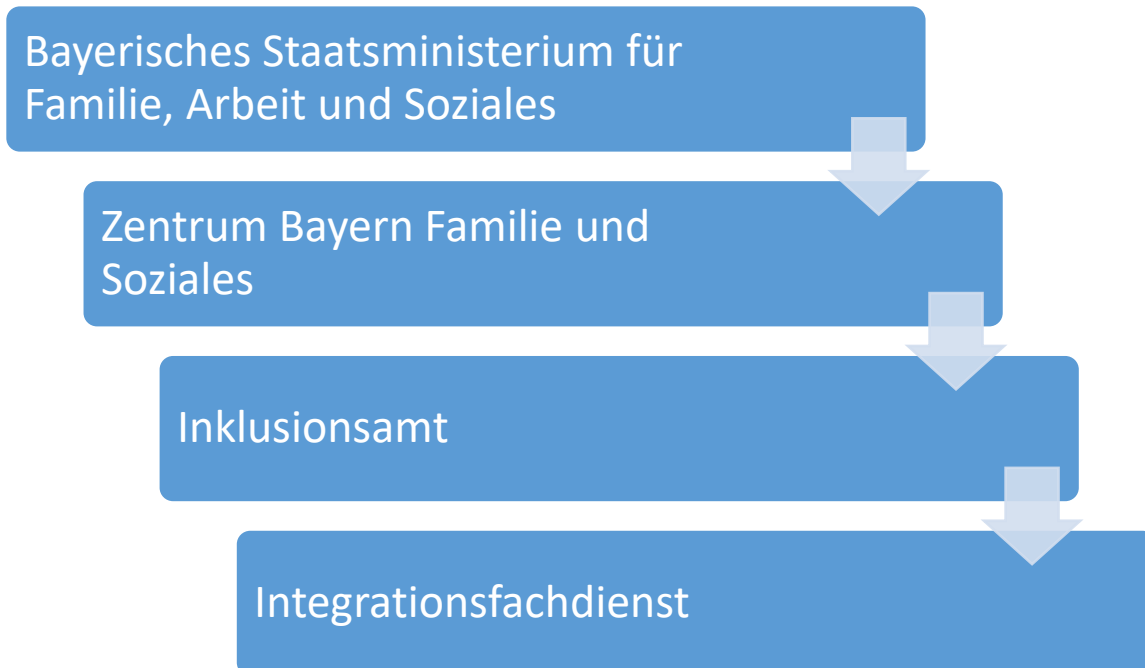 Bayerisches Staatsministerium für
Familie, Arbeit und Soziales
Zentrum Bayern Familie und
Soziales
Inklusionsamt
Integrationsfachdienst